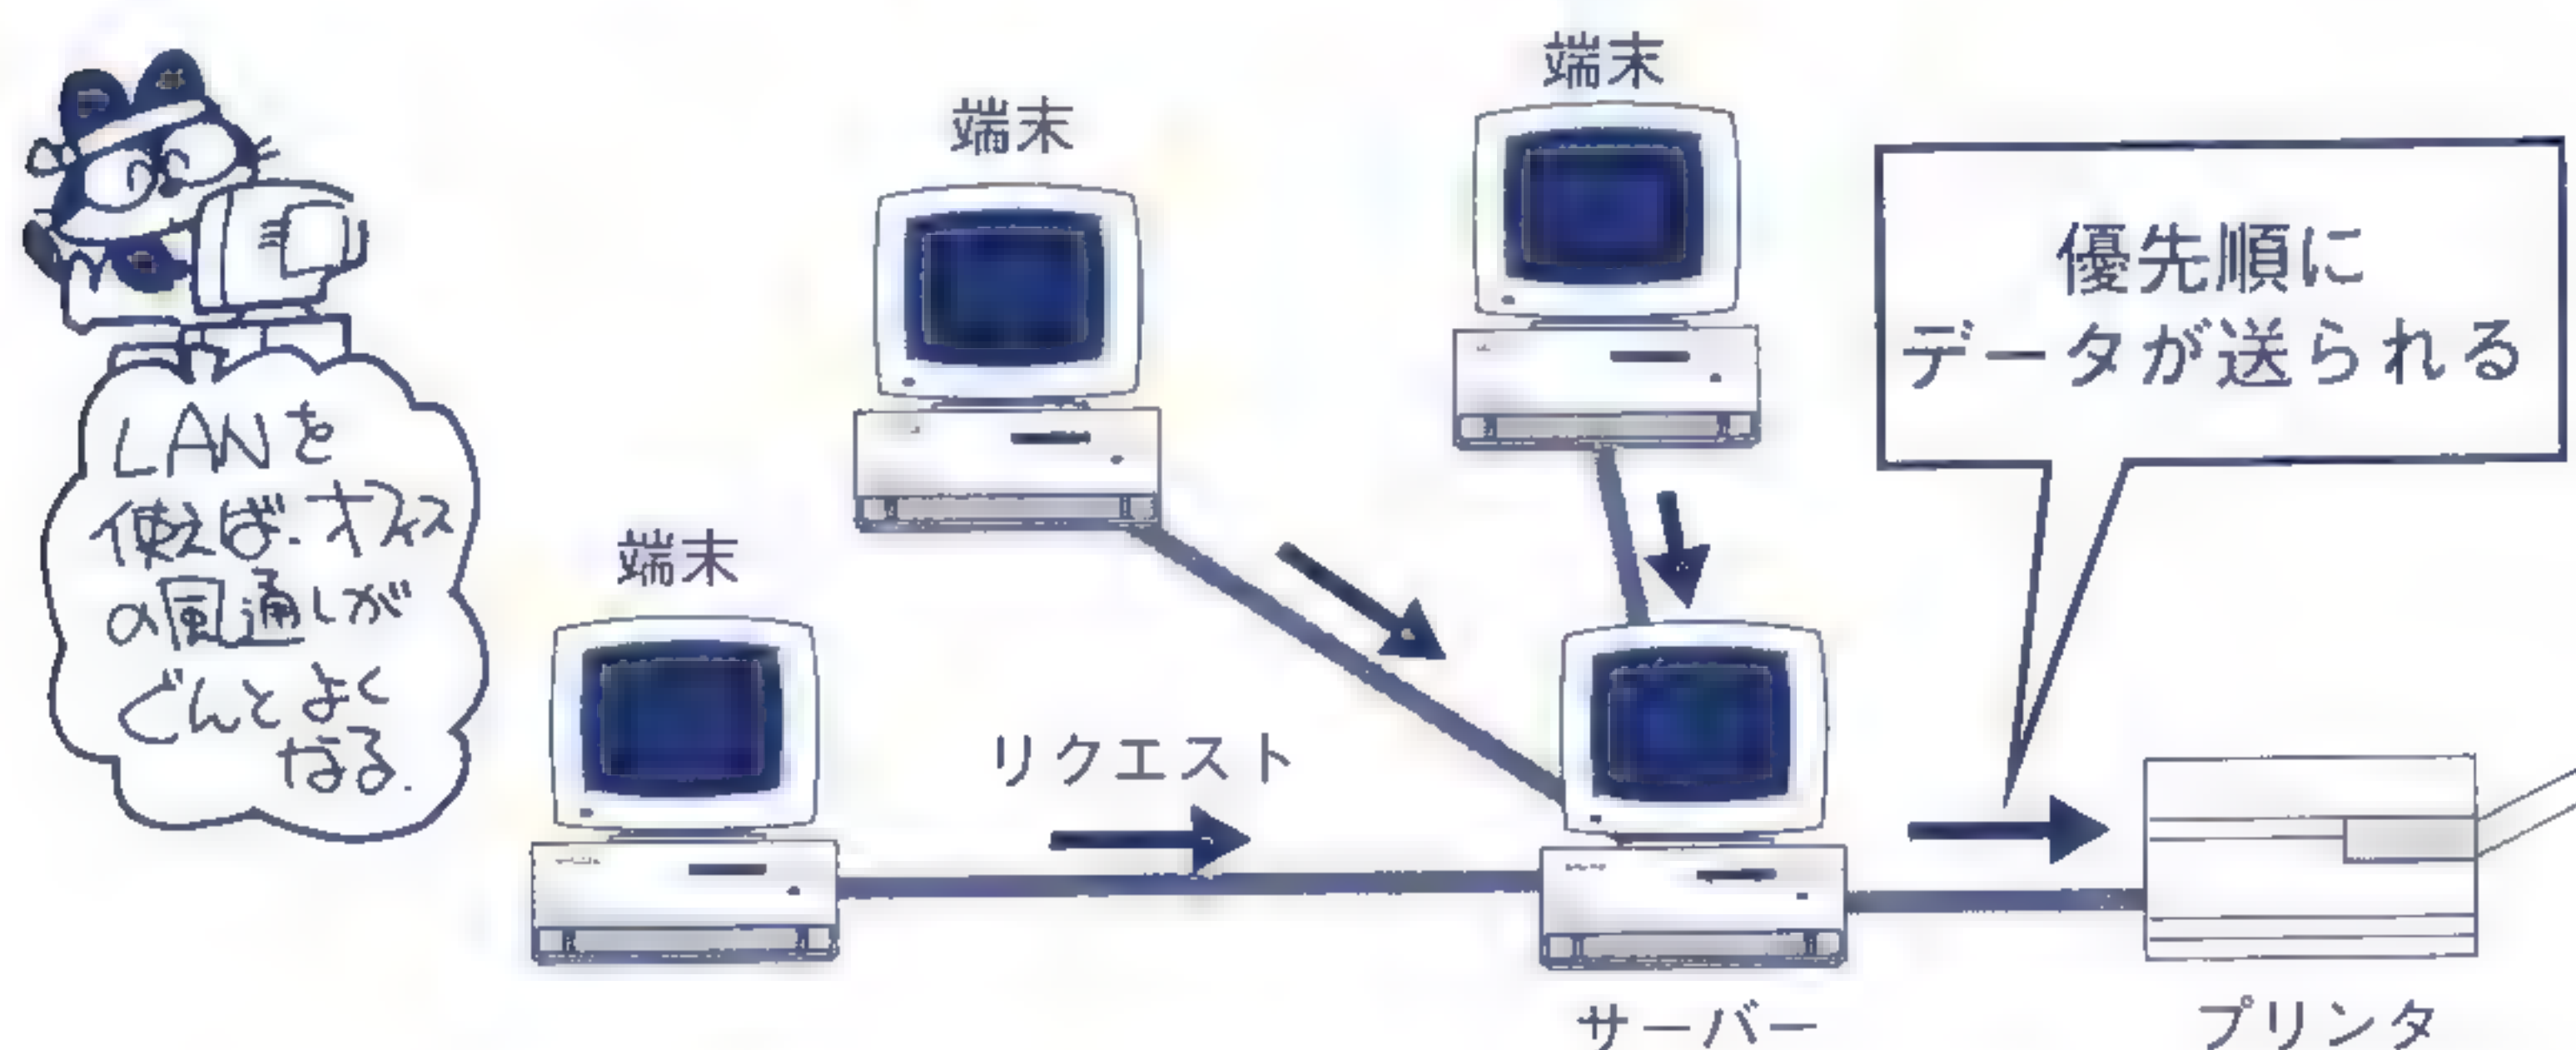 端末
端末
端末
優先順に
データが送られる
LANを
使えば、オフィス
の風通しが
ぐんとよく
なる.
リクエスト
サーバー
プリンタ